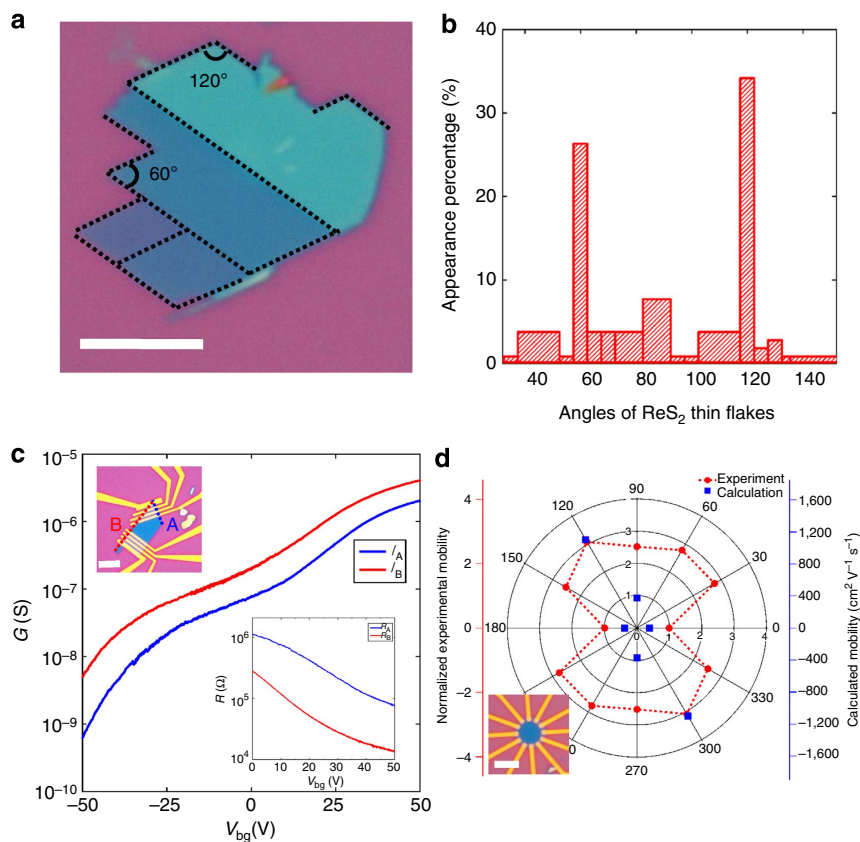 a
120°
60°
b
Appearance percentage (%)
40
30
20
10
0
40 60 80 100 120 140
Angles of ReS2 thin flakes
c
G (S)
10−5
10−6
10−7
10−8
10−9
10−10
−50 −25 0 25 50
Vbg(V)
B A
IA
IB
R (Ω)
106
105
104
RA
RB
0 10 20 30 40 50
Vbg (V)
d
Experiment
Calculation
Normalized experimental mobility
4
2
0
−2
−4
90
120 60
150 30
180 0
330
300
270
0
4
3
2
1
0 1 2 3 4
1,600
1,200
800
400
0
−400
−800
−1,200
−1,600
Calculated mobility (cm2 V−1 s−1)